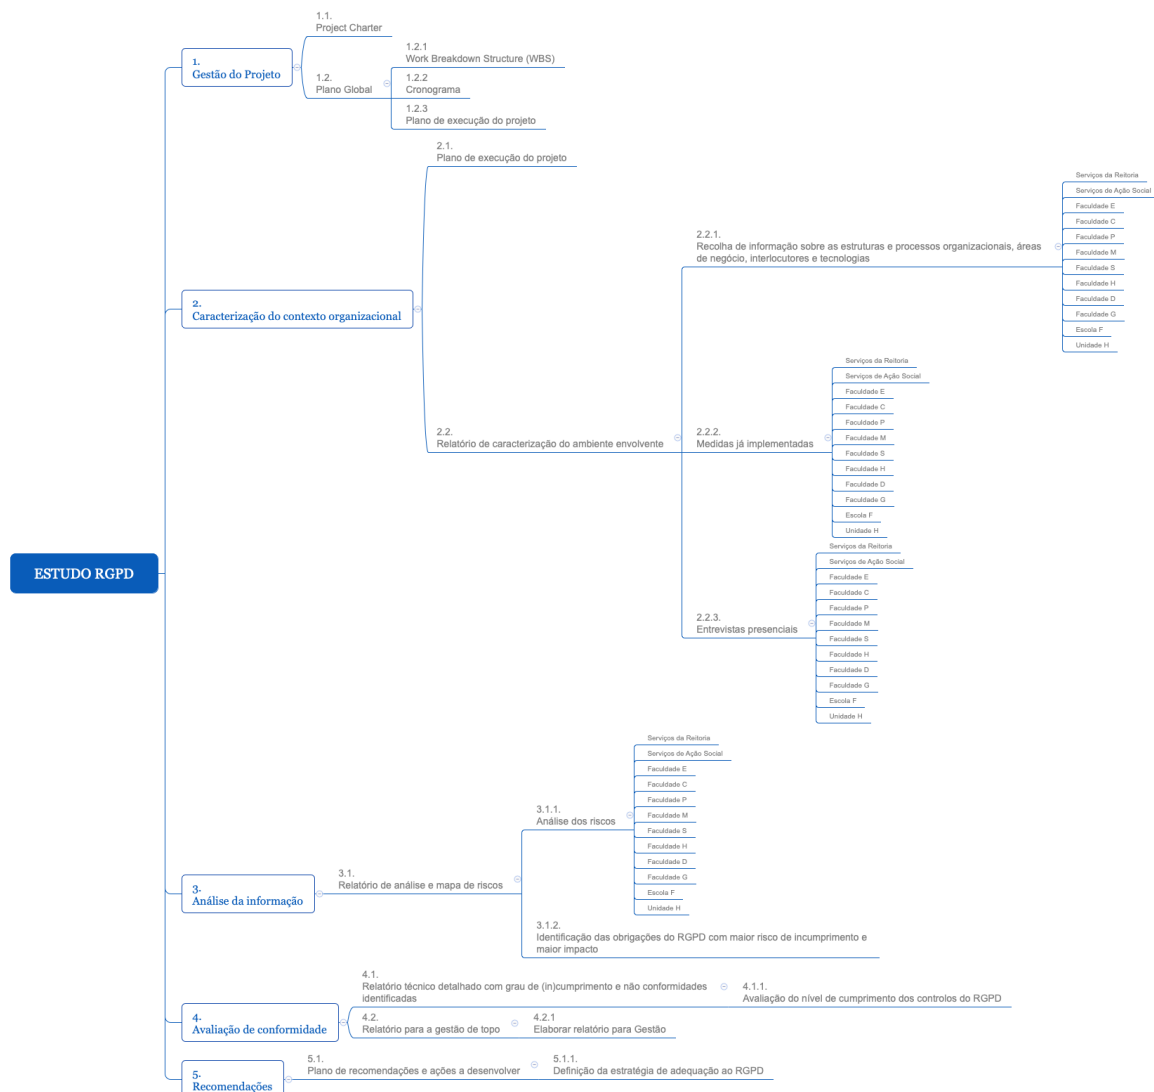 ESTUDO RGPD
1.
Gestão do Projeto
1.1.
Project Charter
1.2.
Plano Global
1.2.1
Work Breakdown Structure (WBS)
1.2.2
Cronograma
1.2.3
Plano de execução do projeto
2.
Caracterização do contexto organizacional
2.1.
Plano de execução do projeto
2.2.
Relatório de caracterização do ambiente envolvente
2.2.1.
Recolha de informação sobre as estruturas e processos organizacionais, áreas
de negócio, interlocutores e tecnologias
Serviços da Reitoria
Serviços de Ação Social
Faculdade E
Faculdade C
Faculdade P
Faculdade M
Faculdade S
Faculdade H
Faculdade D
Faculdade G
Escola F
Unidade H
2.2.2.
Medidas já implementadas
Serviços da Reitoria
Serviços de Ação Social
Faculdade E
Faculdade C
Faculdade P
Faculdade M
Faculdade S
Faculdade H
Faculdade D
Faculdade G
Escola F
Unidade H
2.2.3.
Entrevistas presenciais
Serviços da Reitoria
Serviços de Ação Social
Faculdade E
Faculdade C
Faculdade P
Faculdade M
Faculdade S
Faculdade H
Faculdade D
Faculdade G
Escola F
Unidade H
3.
Análise da informação
3.1.
Relatório de análise e mapa de riscos
3.1.1.
Análise dos riscos
Serviços da Reitoria
Serviços de Ação Social
Faculdade E
Faculdade C
Faculdade P
Faculdade M
Faculdade S
Faculdade H
Faculdade D
Faculdade G
Escola F
Unidade H
3.1.2.
Identificação das obrigações do RGPD com maior risco de incumprimento e
maior impacto
4.
Avaliação de conformidade
4.1.
Relatório técnico detalhado com grau de (in)cumprimento e não conformidades
identificadas
4.1.1.
Avaliação do nível de cumprimento dos controlos do RGPD
4.2.
Relatório para a gestão de topo
4.2.1
Elaborar relatório para Gestão
5.
Recomendações
5.1.
Plano de recomendações e ações a desenvolver
5.1.1.
Definição da estratégia de adequação ao RGPD